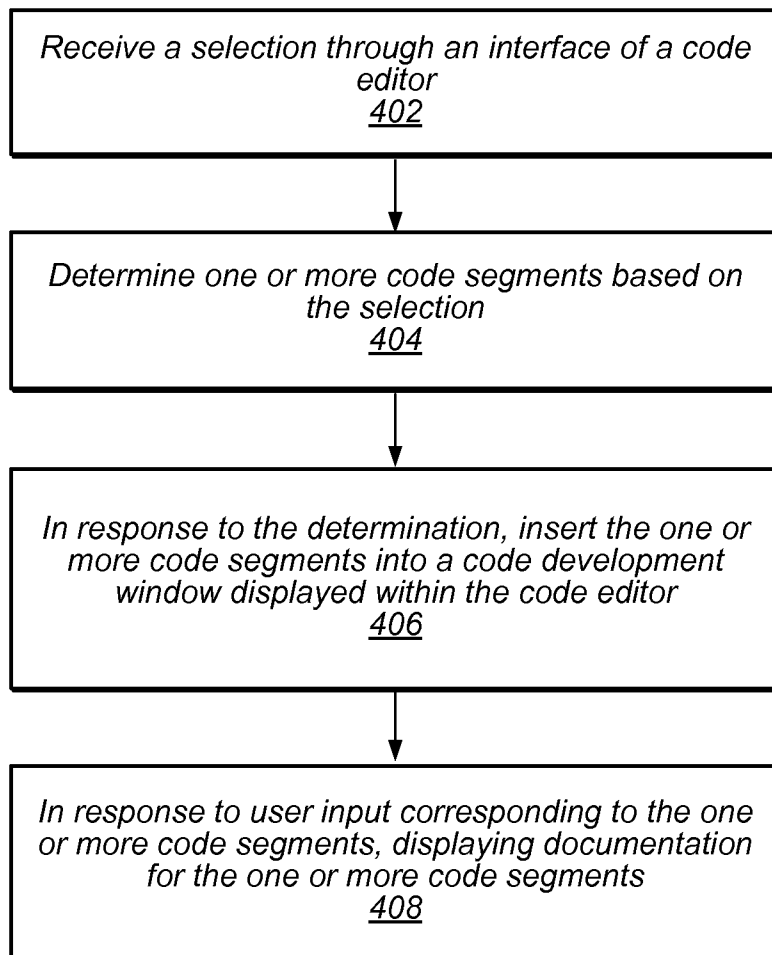 Receive a selection through an interface of a code
editor
402
Determine one or more code segments based on
the selection
404
In response to the determination, insert the one or
more code segments into a code development
window displayed within the code editor
406
In response to user input corresponding to the one
or more code segments, displaying documentation
for the one or more code segments
408